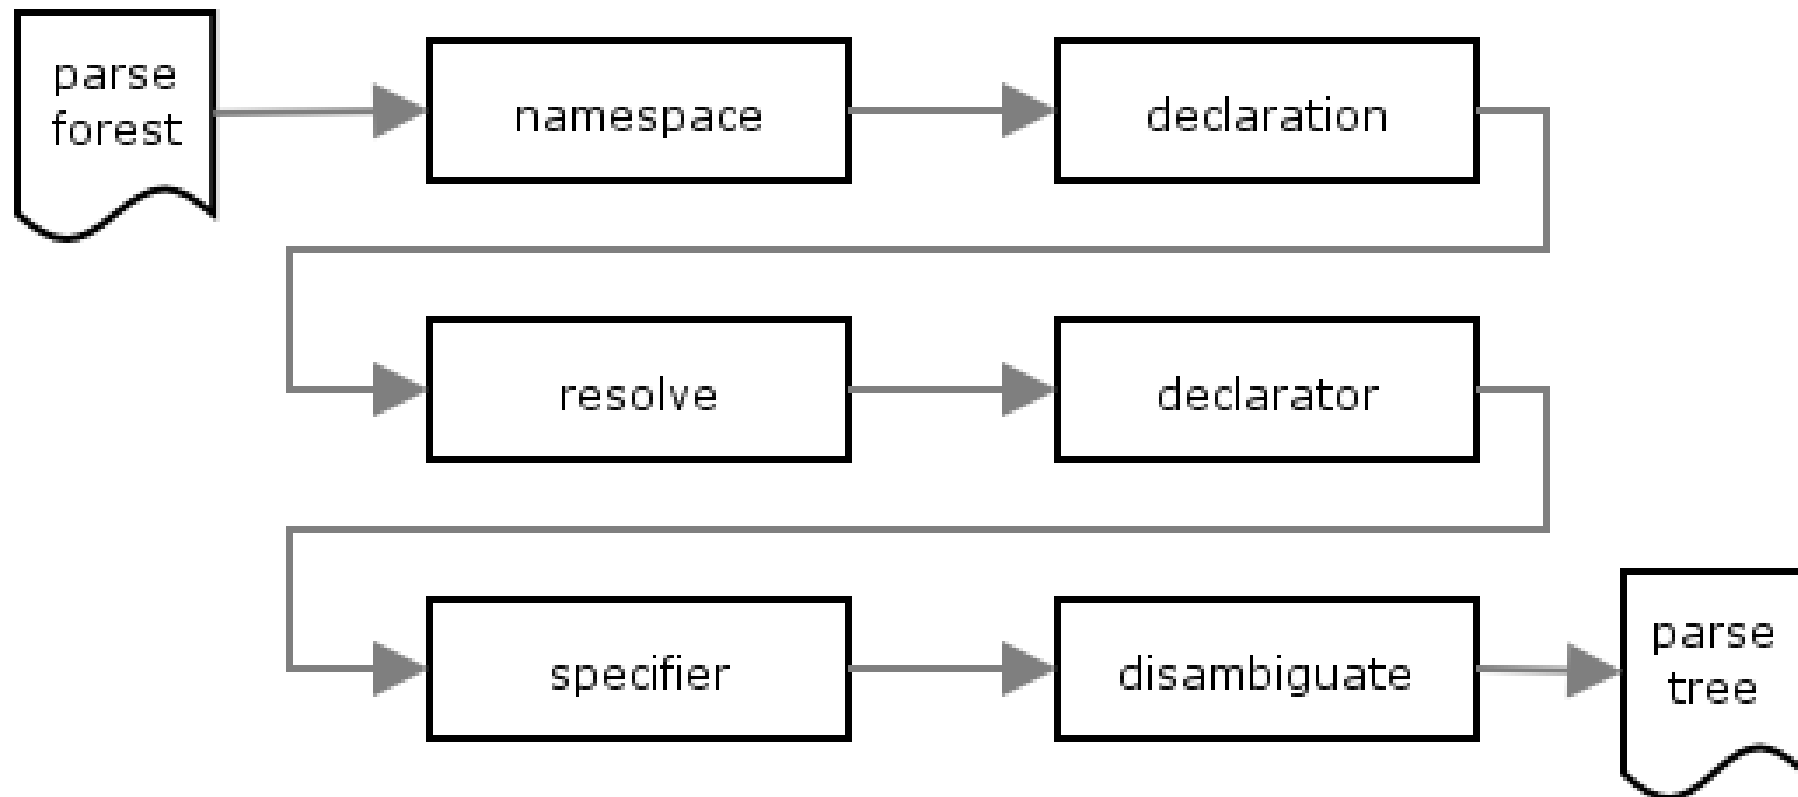 parse
forest
namespace
declaration
resolve
declarator
specifier
disambiguate
parse
tree